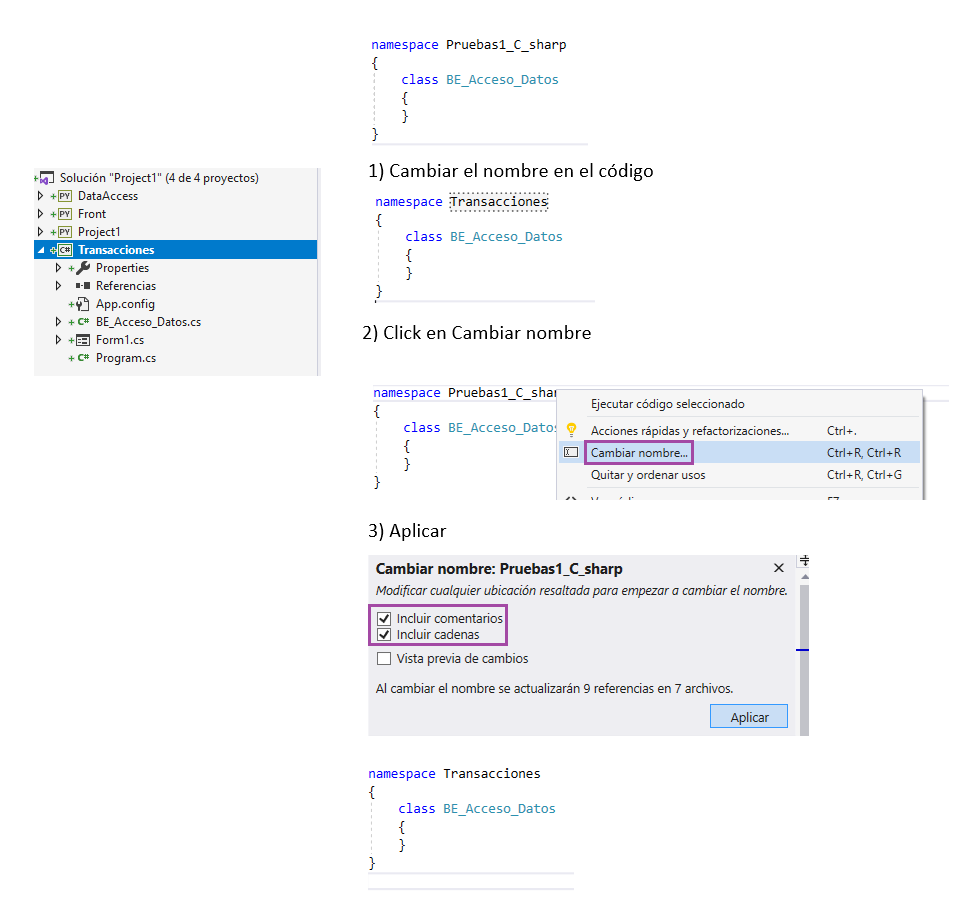 namespace Pruebas1_C_sharp
{
class BE_Acceso_Datos
{
}
}
Solución "Project1" (4 de 4 proyectos)
DataAccess
Front
Project1
Transacciones
Properties
Referencias
App.config
BE_Acceso_Datos.cs
Form1.cs
Program.cs
1) Cambiar el nombre en el código
namespace Transacciones
{
class BE_Acceso_Datos
{
}
}
2) Click en Cambiar nombre
namespace Pruebas1_C_shar
{
class BE_Acceso_Datos
{
}
}
Ejecutar código seleccionado
Acciones rápidas y refactorizaciones... Ctrl+.
Cambiar nombre... Ctrl+R, Ctrl+R
Quitar y ordenar usos Ctrl+R, Ctrl+G
3) Aplicar
Cambiar nombre: Pruebas1_C_sharp
Modificar cualquier ubicación resaltada para empezar a cambiar el nombre.
Incluir comentarios
Incluir cadenas
Vista previa de cambios
Al cambiar el nombre se actualizarán 9 referencias en 7 archivos.
Aplicar
namespace Transacciones
{
class BE_Acceso_Datos
{
}
}